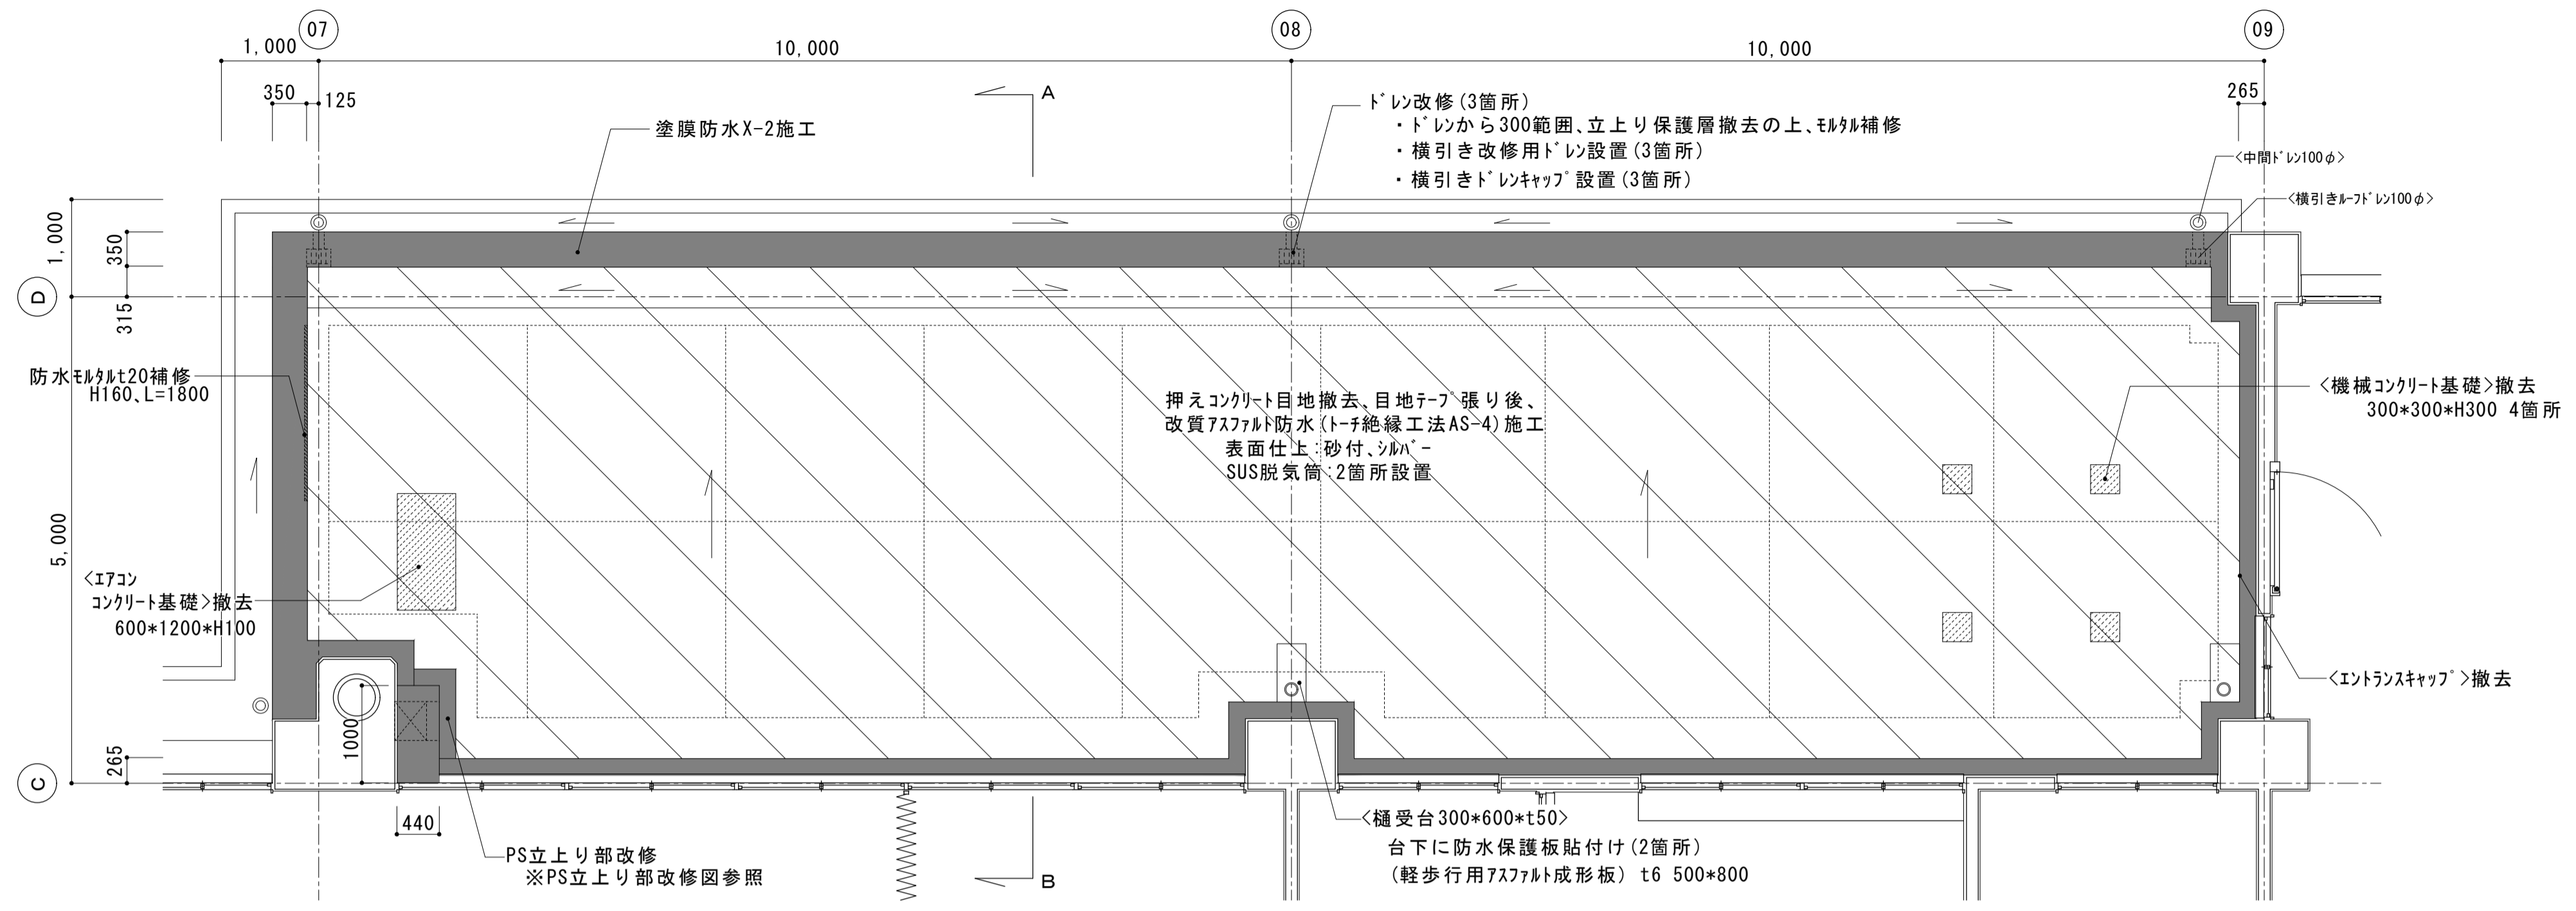 07
08
09
1,000
10,000
10,000
350
125
265
A
塗膜防水X-2施工
ﾄﾞﾚﾝ改修(3箇所)
・ﾄﾞﾚﾝから300範囲、立上り保護層撤去の上、ﾓﾙﾀﾙ補修
・横引き改修用ﾄﾞﾚﾝ設置(3箇所)
・横引きﾄﾞﾚﾝｷｬｯﾌﾟ設置(3箇所)
<中間ﾄﾞﾚﾝ100φ>
<横引きﾙｰﾌﾄﾞﾚﾝ100φ>
1,000
350
D
315
防水ﾓﾙﾀﾙt20補修
H160、L=1800
押えｺﾝｸﾘｰﾄ目地撤去、目地ﾃｰﾌﾟ張り後、
改質ｱｽﾌｧﾙﾄ防水(ﾄｰﾁ絶縁工法AS-4)施工
表面仕上:砂付、ｼﾙﾊﾞｰ
SUS脱気筒:2箇所設置
<機械ｺﾝｸﾘｰﾄ基礎>撤去
300*300*H300 4箇所
5,000
<ｴｱｺﾝ
ｺﾝｸﾘｰﾄ基礎>撤去
600*1200*H100
<ｴﾝﾄﾗﾝｽｷｬｯﾌﾟ>撤去
1000
265
C
440
PS立上り部改修
※PS立上り部改修図参照
B
<樋受台300*600*t50>
台下に防水保護板貼付け(2箇所)
(軽歩行用ｱｽﾌｧﾙﾄ成形板) t6 500*800